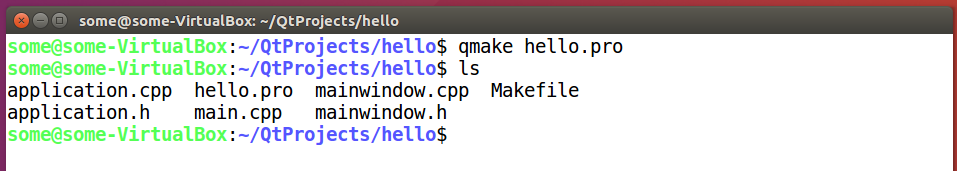 some@some-VirtualBox: ~/QtProjects/hello
some@some-VirtualBox:~/QtProjects/hello$ qmake hello.pro
some@some-VirtualBox:~/QtProjects/hello$ ls
application.cpp  hello.pro  mainwindow.cpp  Makefile
application.h    main.cpp   mainwindow.h
some@some-VirtualBox:~/QtProjects/hello$